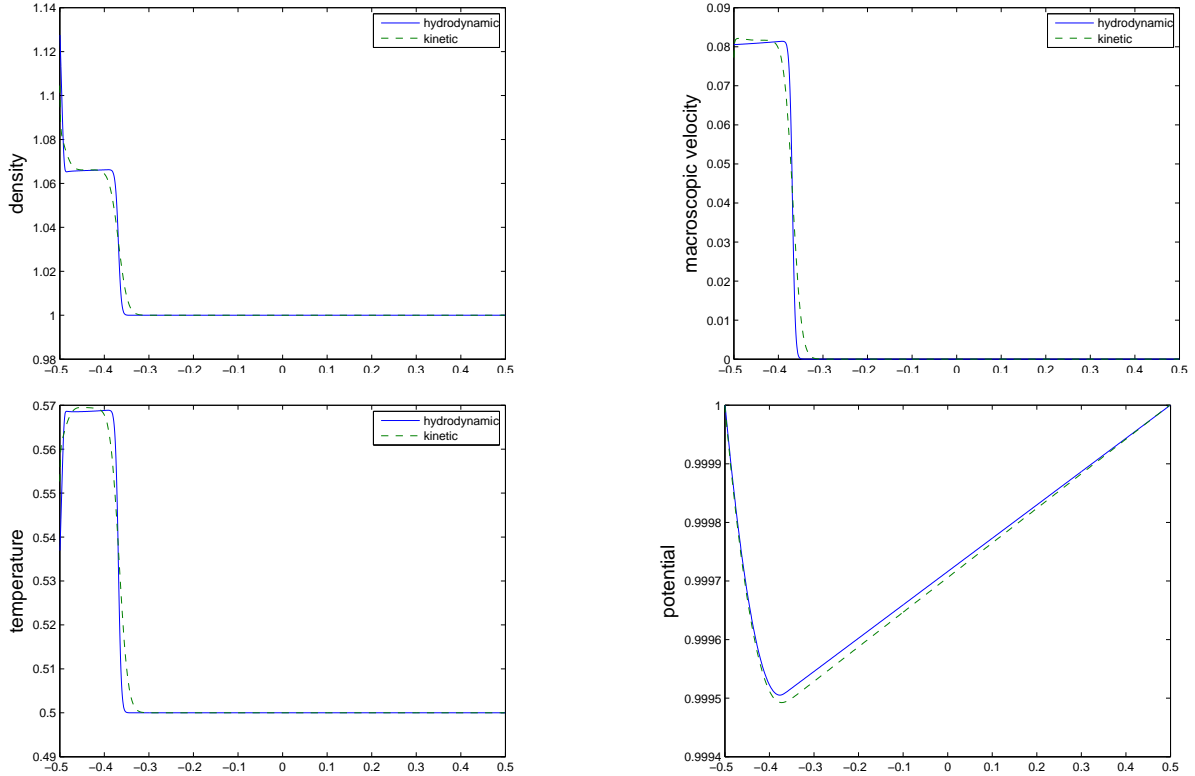 1.14
1.12
1.1
1.08
1.06
1.04
1.02
1
0.98
density
hydrodynamic
kinetic
−0.5 −0.4 −0.3 −0.2 −0.1 0 0.1 0.2 0.3 0.4 0.5
0.09
0.08
0.07
0.06
0.05
0.04
0.03
0.02
0.01
0
macroscopic velocity
hydrodynamic
kinetic
−0.5 −0.4 −0.3 −0.2 −0.1 0 0.1 0.2 0.3 0.4 0.5
0.57
0.56
0.55
0.54
0.53
0.52
0.51
0.5
0.49
temperature
hydrodynamic
kinetic
−0.5 −0.4 −0.3 −0.2 −0.1 0 0.1 0.2 0.3 0.4 0.5
1
0.9999
0.9998
0.9997
0.9996
0.9995
0.9994
potential
−0.5 −0.4 −0.3 −0.2 −0.1 0 0.1 0.2 0.3 0.4 0.5